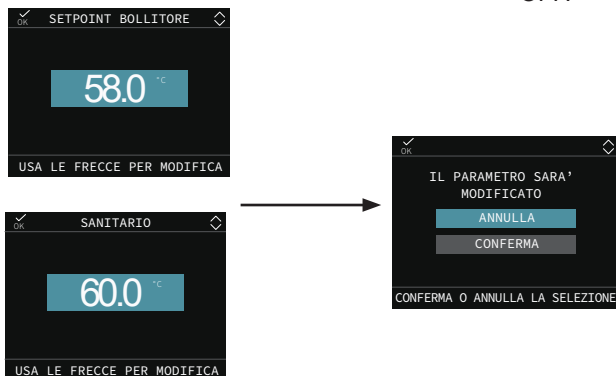 OK SETPOINT BOLLITORE
58.0 °C
USA LE FRECCE PER MODIFICA
OK SANITARIO
60.0 °C
USA LE FRECCE PER MODIFICA
OK
IL PARAMETRO SARA'
MODIFICATO
ANNULLA
CONFERMA
CONFERMA O ANNULLA LA SELEZIONE